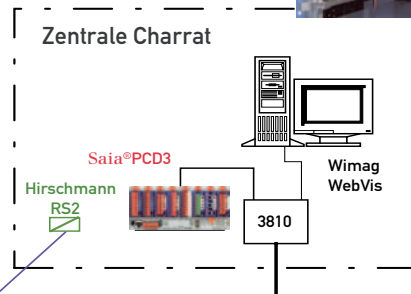 Zentrale Charrat
Saia®PCD3
Wimag
WebVis
Hirschmann
RS2
3810